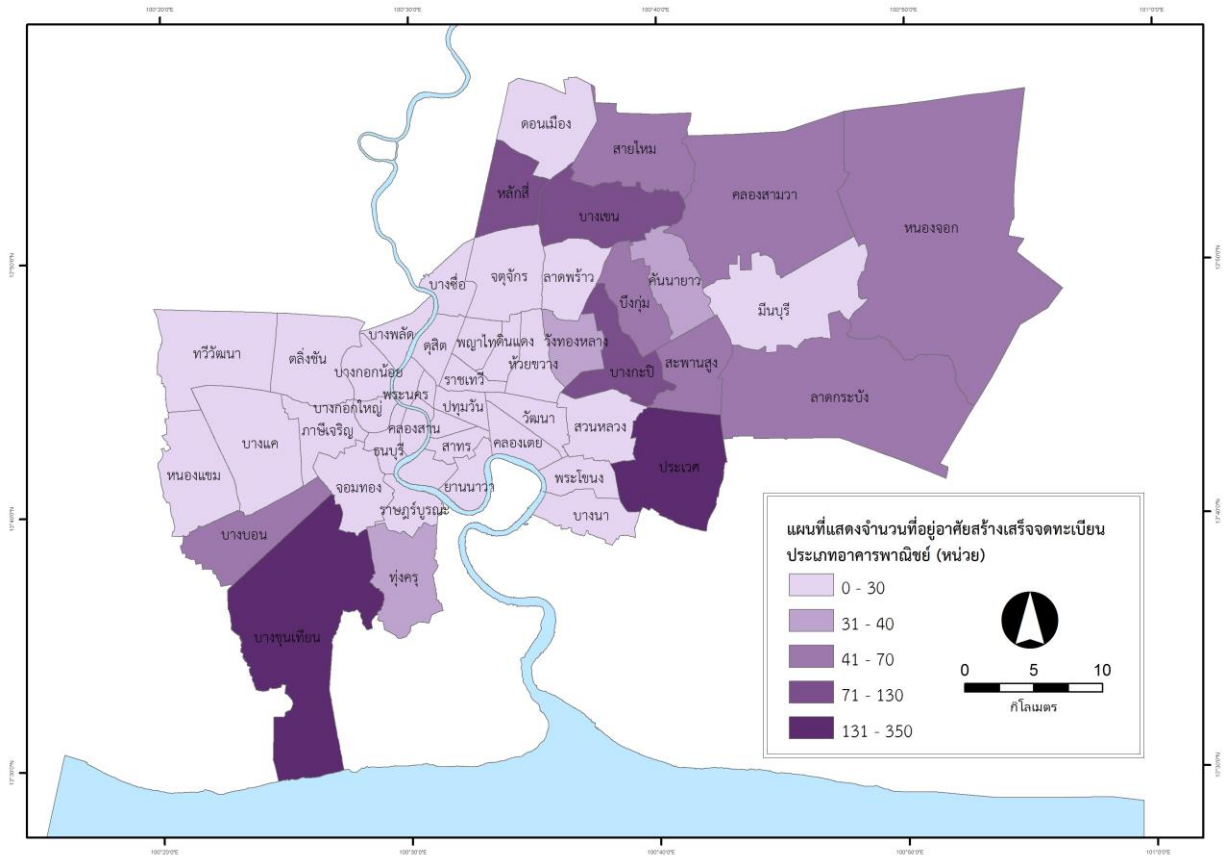 ดอนเมือง
สายไหม
หลักสี่
บางเขน
คลองสามวา
หนองจอก
บางซื่อ
จตุจักร
ลาดพร้าว
คันนายาว
บึงกุ่ม
มีนบุรี
ทวีวัฒนา
ตลิ่งชัน
บางพลัด
ดุสิต
พญาไท
ดินแดง
วังทองหลาง
ห้วยขวาง
บางกะปิ
สะพานสูง
ลาดกระบัง
บางกอกน้อย
ราชเทวี
พระนคร
ปทุมวัน
บางกอกใหญ่
วัฒนา
สวนหลวง
ภาษีเจริญ
คลองสาน
บางแค
ธนบุรี
สาทร
คลองเตย
ประเวศ
หนองแขม
จอมทอง
ยานนาวา
พระโขนง
ราษฎร์บูรณะ
บางนา
บางบอน
ทุ่งครุ
บางขุนเทียน
แผนที่แสดงจำนวนที่อยู่อาศัยสร้างเสร็จจดทะเบียน
ประเภทอาคารพาณิชย์ (หน่วย)
0 - 30
31 - 40
41 - 70
71 - 130
131 - 350
0 5 10
กิโลเมตร